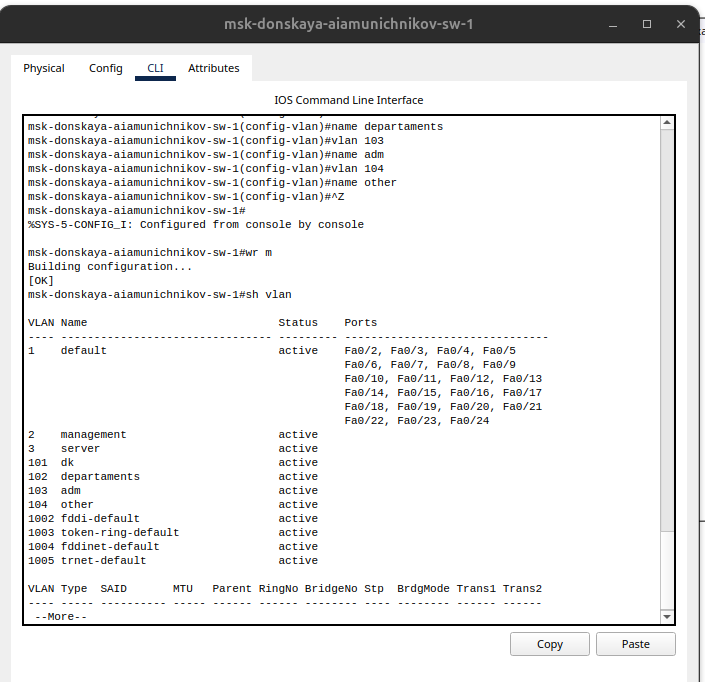 msk-donskaya-aiamunichnikov-sw-1
Physical Config CLI Attributes
IOS Command Line Interface
msk-donskaya-aiamunichnikov-sw-1(config-vlan)#name departaments
msk-donskaya-aiamunichnikov-sw-1(config-vlan)#vlan 103
msk-donskaya-aiamunichnikov-sw-1(config-vlan)#name adm
msk-donskaya-aiamunichnikov-sw-1(config-vlan)#vlan 104
msk-donskaya-aiamunichnikov-sw-1(config-vlan)#name other
msk-donskaya-aiamunichnikov-sw-1(config-vlan)#^Z
msk-donskaya-aiamunichnikov-sw-1#
%SYS-5-CONFIG_I: Configured from console by console
msk-donskaya-aiamunichnikov-sw-1#wr m
Building configuration...
[OK]
msk-donskaya-aiamunichnikov-sw-1#sh vlan
VLAN Name                             Status    Ports
---- -------------------------------- --------- -------------------------------
1    default                          active    Fa0/2, Fa0/3, Fa0/4, Fa0/5
                                                Fa0/6, Fa0/7, Fa0/8, Fa0/9
                                                Fa0/10, Fa0/11, Fa0/12, Fa0/13
                                                Fa0/14, Fa0/15, Fa0/16, Fa0/17
                                                Fa0/18, Fa0/19, Fa0/20, Fa0/21
                                                Fa0/22, Fa0/23, Fa0/24
2    management                       active
3    server                           active
101  dk                               active
102  departaments                     active
103  adm                              active
104  other                            active
1002 fddi-default                     active
1003 token-ring-default               active
1004 fddinet-default                  active
1005 trnet-default                    active
VLAN Type  SAID       MTU   Parent RingNo BridgeNo Stp  BrdgMode Trans1 Trans2
---- ----- ---------- ----- ------ ------ -------- ---- -------- ------ ------
 --More--
Copy Paste